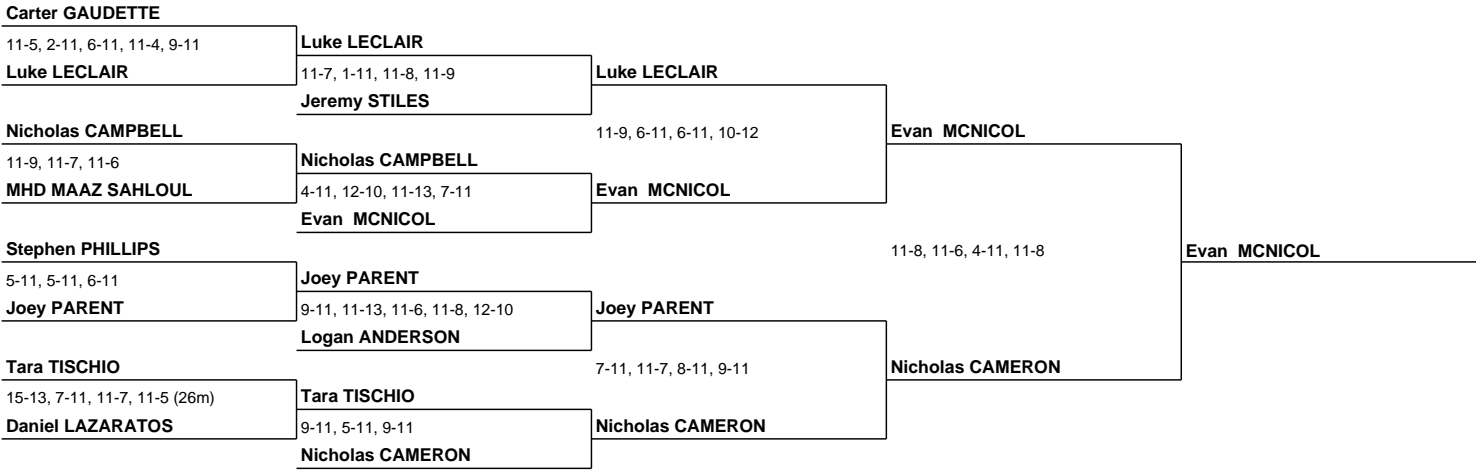 Carter GAUDETTE
11-5, 2-11, 6-11, 11-4, 9-11
Luke LECLAIR
Luke LECLAIR
11-7, 1-11, 11-8, 11-9
Jeremy STILES
Luke LECLAIR
Nicholas CAMPBELL
11-9, 11-7, 11-6
MHD MAAZ SAHLOUL
Nicholas CAMPBELL
4-11, 12-10, 11-13, 7-11
Evan MCNICOL
11-9, 6-11, 6-11, 10-12
Evan MCNICOL
Evan MCNICOL
Stephen PHILLIPS
5-11, 5-11, 6-11
Joey PARENT
Joey PARENT
9-11, 11-13, 11-6, 11-8, 12-10
Logan ANDERSON
Joey PARENT
Tara TISCHIO
15-13, 7-11, 11-7, 11-5 (26m)
Daniel LAZARATOS
Tara TISCHIO
9-11, 5-11, 9-11
Nicholas CAMERON
7-11, 11-7, 8-11, 9-11
Nicholas CAMERON
Nicholas CAMERON
11-8, 11-6, 4-11, 11-8
Evan MCNICOL